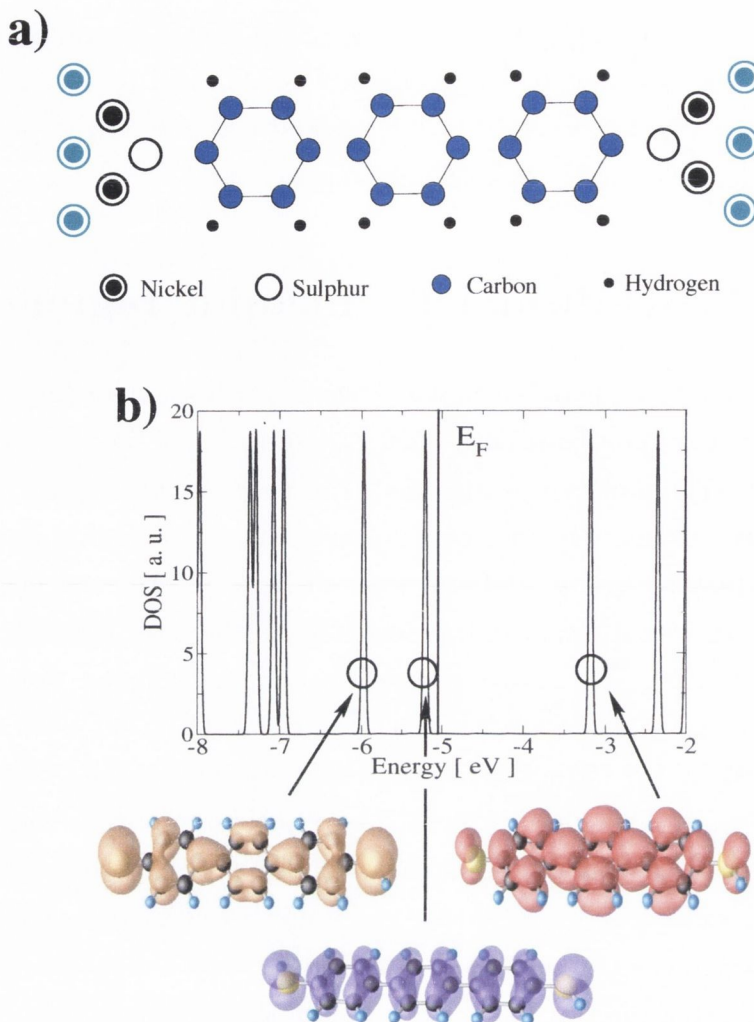 a)
Nickel Sulphur Carbon Hydrogen
b)
20
15
10
5
0
DOS [ a. u. ]
E_F
-8 -7 -6 -5 -4 -3 -2
Energy [ eV ]